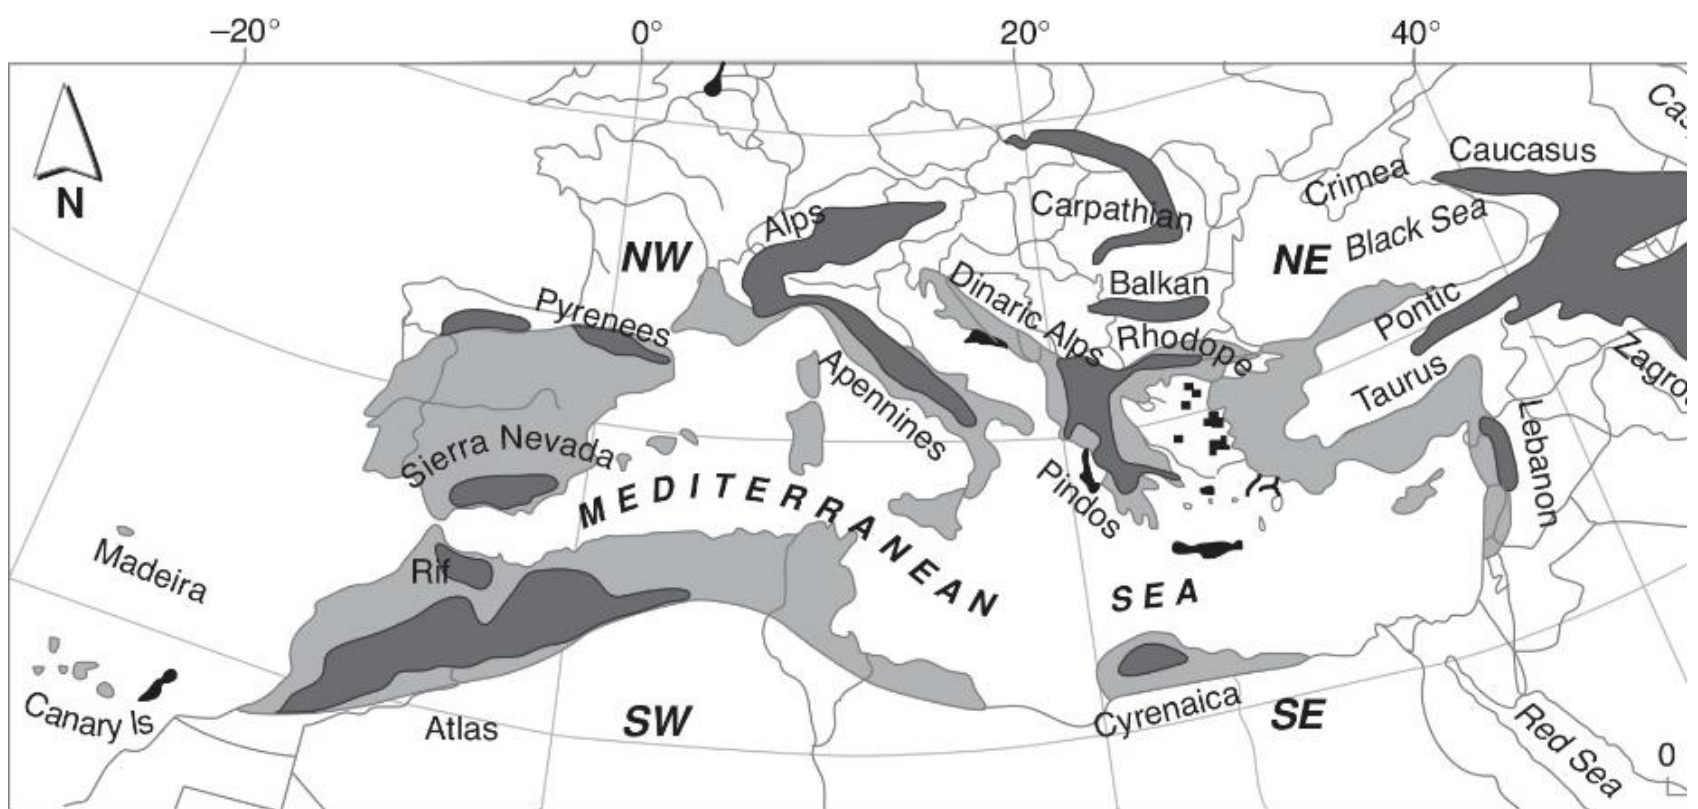 −20°
0°
20°
40°
N
Cas
Caucasus
Crimea
Carpathian
Alps
NW
NE
Black Sea
Dinaric Alps
Balkan
Pyrenees
Pontic
Rhodope
Zagros
Taurus
Apennines
Lebanon
Sierra Nevada
MEDITERRANEAN
SEA
Pindos
Madeira
Rif
Canary Is
Atlas
SW
Cyrenaica
SE
Red Sea
0